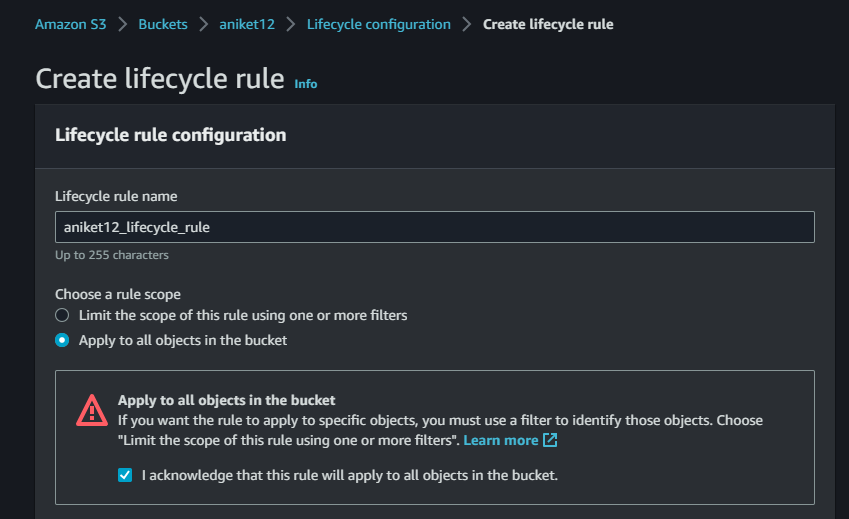 Amazon S3 > Buckets > aniket12 > Lifecycle configuration > Create lifecycle rule
Create lifecycle rule Info
Lifecycle rule configuration
Lifecycle rule name
aniket12_lifecycle_rule
Up to 255 characters
Choose a rule scope
Limit the scope of this rule using one or more filters
Apply to all objects in the bucket
Apply to all objects in the bucket
If you want the rule to apply to specific objects, you must use a filter to identify those objects. Choose
"Limit the scope of this rule using one or more filters". Learn more
I acknowledge that this rule will apply to all objects in the bucket.